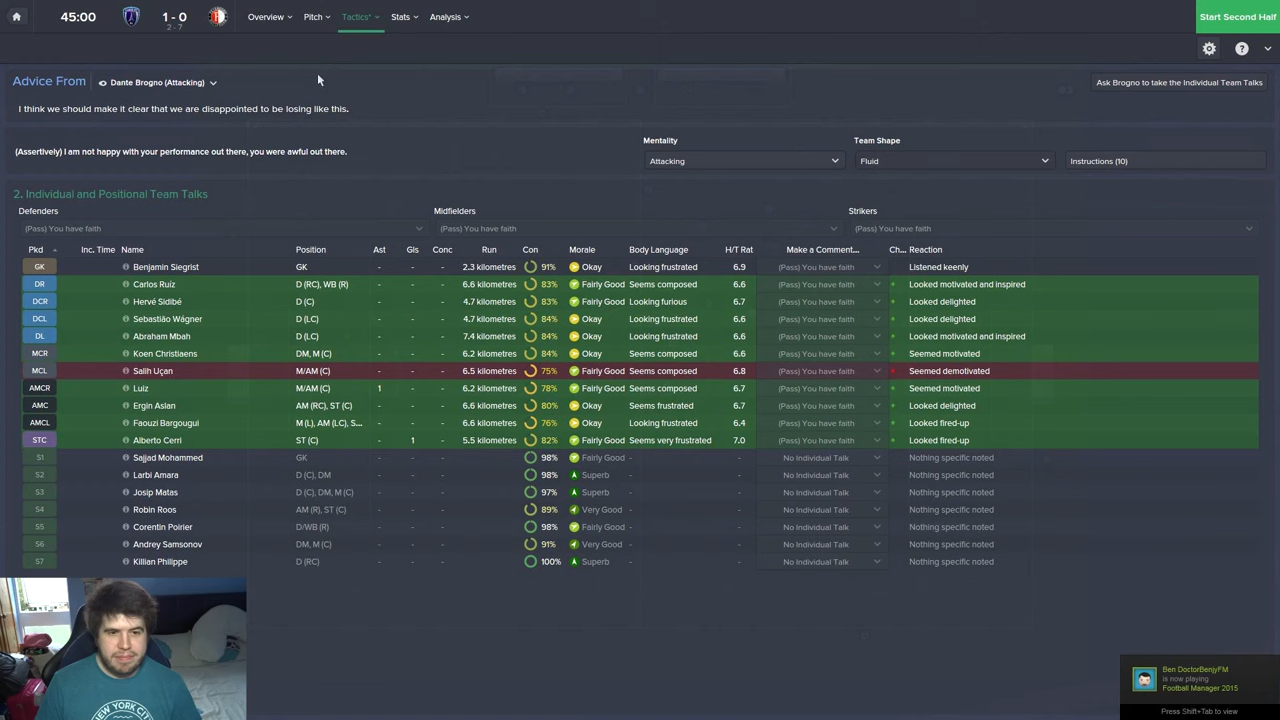 45:00 1 - 0 Overview Pitch Tactics* Stats Analysis Start Second Half
2 - 7
Advice From Dante Brogno (Attacking) Ask Brogno to take the Individual Team Talks
I think we should make it clear that we are disappointed to be losing like this.
Mentality Team Shape
(Assertively) I am not happy with your performance out there, you were awful out there.
Attacking Fluid Instructions (10)
2. Individual and Positional Team Talks
Defenders Midfielders Strikers
(Pass) You have faith (Pass) You have faith (Pass) You have faith
Pkd Inc. Time Name Position Ast Gls Conc Run Con Morale Body Language H/T Rat Make a Comment... Ch... Reaction
GK Benjamin Siegrist GK - - - 2.3 kilometres 91% Okay Looking frustrated 6.9 (Pass) You have faith Listened keenly
DR Carlos Ruíz D (RC), WB (R) - - - 6.6 kilometres 83% Fairly Good Seems composed 6.6 (Pass) You have faith Looked motivated and inspired
DCR Hervé Sidibé D (C) - - - 4.7 kilometres 83% Fairly Good Looking furious 6.7 (Pass) You have faith Looked delighted
DCL Sebastião Wágner D (LC) - - - 4.7 kilometres 84% Okay Looking frustrated 6.6 (Pass) You have faith Looked delighted
DL Abraham Mbah D (LC) - - - 7.4 kilometres 84% Okay Looking frustrated 6.6 (Pass) You have faith Looked motivated and inspired
MCR Koen Christiaens DM, M (C) - - - 6.2 kilometres 84% Okay Seems composed 6.6 (Pass) You have faith Seemed motivated
MCL Salih Uçan M/AM (C) - - - 6.5 kilometres 75% Fairly Good Seems composed 6.8 (Pass) You have faith Seemed demotivated
AMCR Luiz M/AM (C) 1 - - 6.2 kilometres 78% Fairly Good Seems composed 6.7 (Pass) You have faith Seemed motivated
AMC Ergin Aslan AM (RC), ST (C) - - - 6.6 kilometres 80% Okay Seems frustrated 6.7 (Pass) You have faith Looked delighted
AMCL Faouzi Bargougui M (L), AM (LC), S... - - - 6.6 kilometres 76% Okay Looking frustrated 6.4 (Pass) You have faith Looked fired-up
STC Alberto Cerri ST (C) - 1 - 5.5 kilometres 82% Fairly Good Seems very frustrated 7.0 (Pass) You have faith Looked fired-up
S1 Sajjad Mohammed GK - - - 98% Fairly Good - - No Individual Talk Nothing specific noted
S2 Larbi Amara D (C), DM - - - 98% Superb - - No Individual Talk Nothing specific noted
S3 Josip Matas D (C), DM, M (C) - - - 97% Superb - - No Individual Talk Nothing specific noted
S4 Robin Roos AM (R), ST (C) - - - 89% Very Good - - No Individual Talk Nothing specific noted
S5 Corentin Poirier D/WB (R) - - - 98% Fairly Good - - No Individual Talk Nothing specific noted
S6 Andrey Samsonov DM, M (C) - - - 91% Very Good - - No Individual Talk Nothing specific noted
S7 Killian Philippe D (RC) - - - 100% Superb - - No Individual Talk Nothing specific noted
NEW YORK CITY
Ben DoctorBenjyFM
is now playing
Football Manager 2015
Press Shift+Tab to view